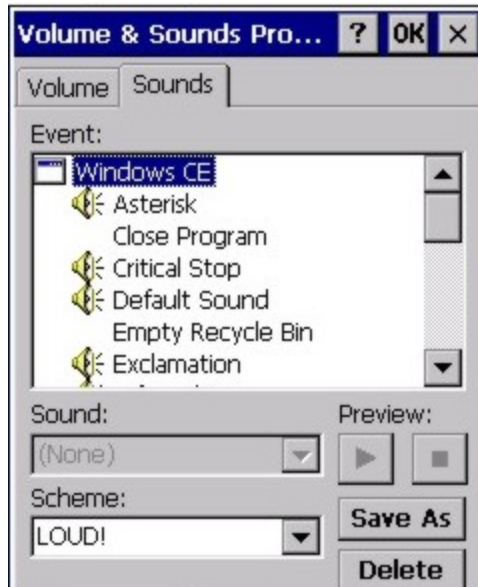 Volume & Sounds Pro... ? OK ×
Volume Sounds
Event:
Windows CE
Asterisk
Close Program
Critical Stop
Default Sound
Empty Recycle Bin
Exclamation
Sound: Preview:
(None)
Scheme:
LOUD!
Save As
Delete